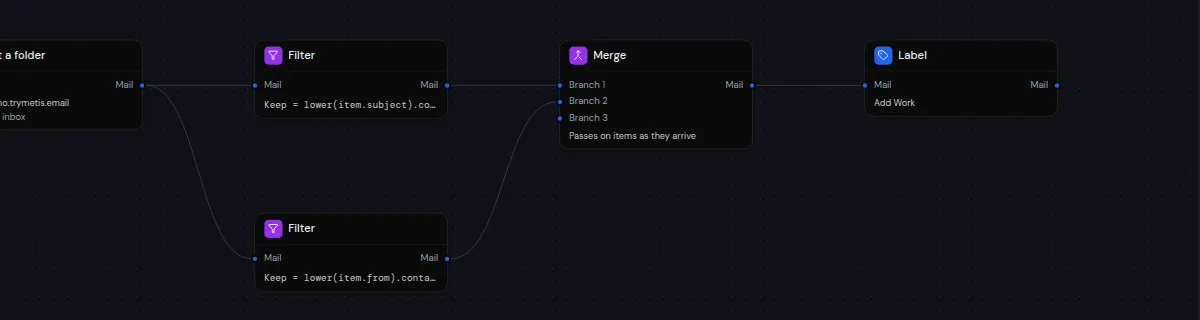 t a folder
Mail
no.trymetis.email
inbox
Filter
Mail Mail
Keep = lower(item.subject).co…
Merge
Branch 1 Mail
Branch 2
Branch 3
Passes on items as they arrive
Label
Mail Mail
Add Work
Filter
Mail Mail
Keep = lower(item.from).conta…